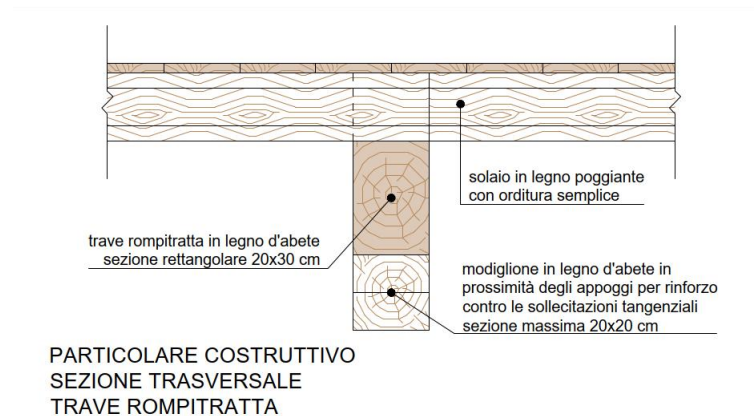 solaio in legno poggiante
con orditura semplice
trave rompitratta in legno d'abete
sezione rettangolare 20x30 cm
modiglione in legno d'abete in
prossimità degli appoggi per rinforzo
contro le sollecitazioni tangenziali
sezione massima 20x20 cm
PARTICOLARE COSTRUTTIVO
SEZIONE TRASVERSALE
TRAVE ROMPITRATTA